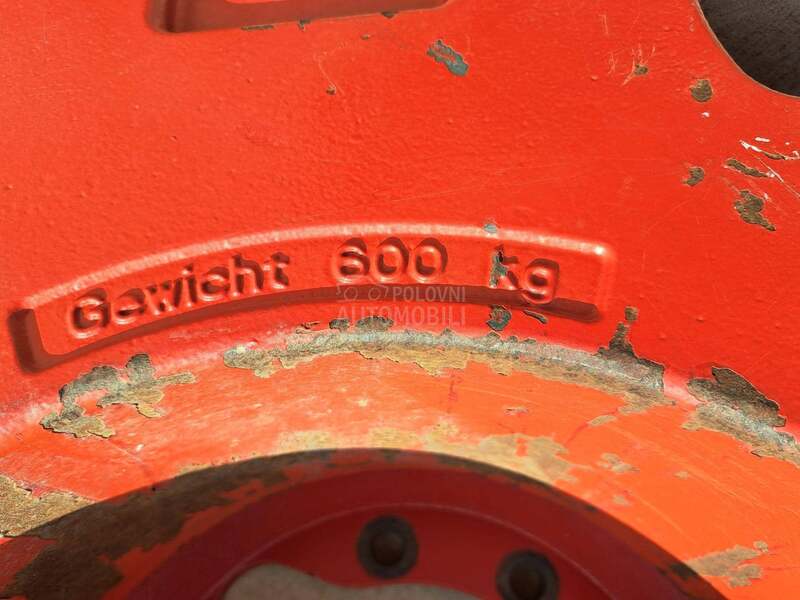 Gewicht 600 kg
POLOVNI
AUTOMOBILI